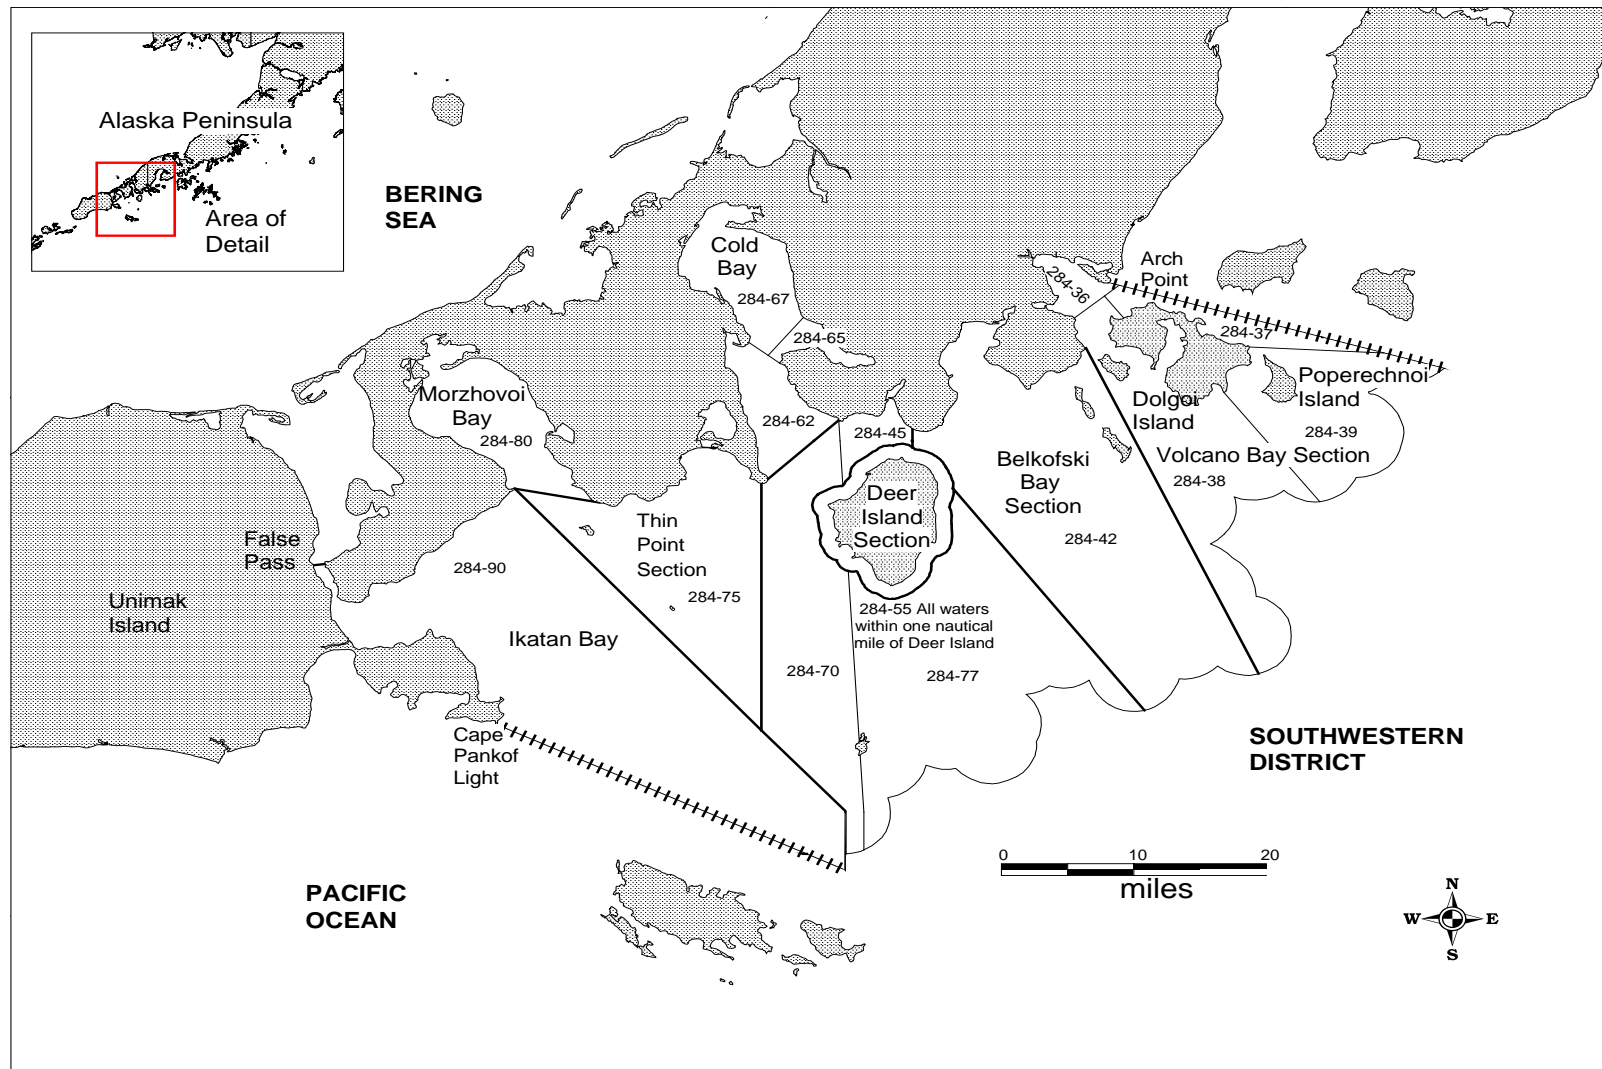 Alaska Peninsula
Area of
Detail
BERING
SEA
Cold
Bay
284-67
284-65
284-36
Arch
Point
284-37
Poperechnoi
Island
Dolgoi
Island
284-39
Volcano Bay Section
284-38
Morzhovoi
Bay
284-80
284-62
284-45
Belkofski
Bay
Section
284-42
Deer
Island
Section
Thin
Point
Section
284-75
False
Pass
284-90
Unimak
Island
Ikatan Bay
284-55 All waters
within one nautical
mile of Deer Island
284-70
284-77
Cape
Pankof
Light
SOUTHWESTERN
DISTRICT
PACIFIC
OCEAN
0 10 20
miles
N
W E
S